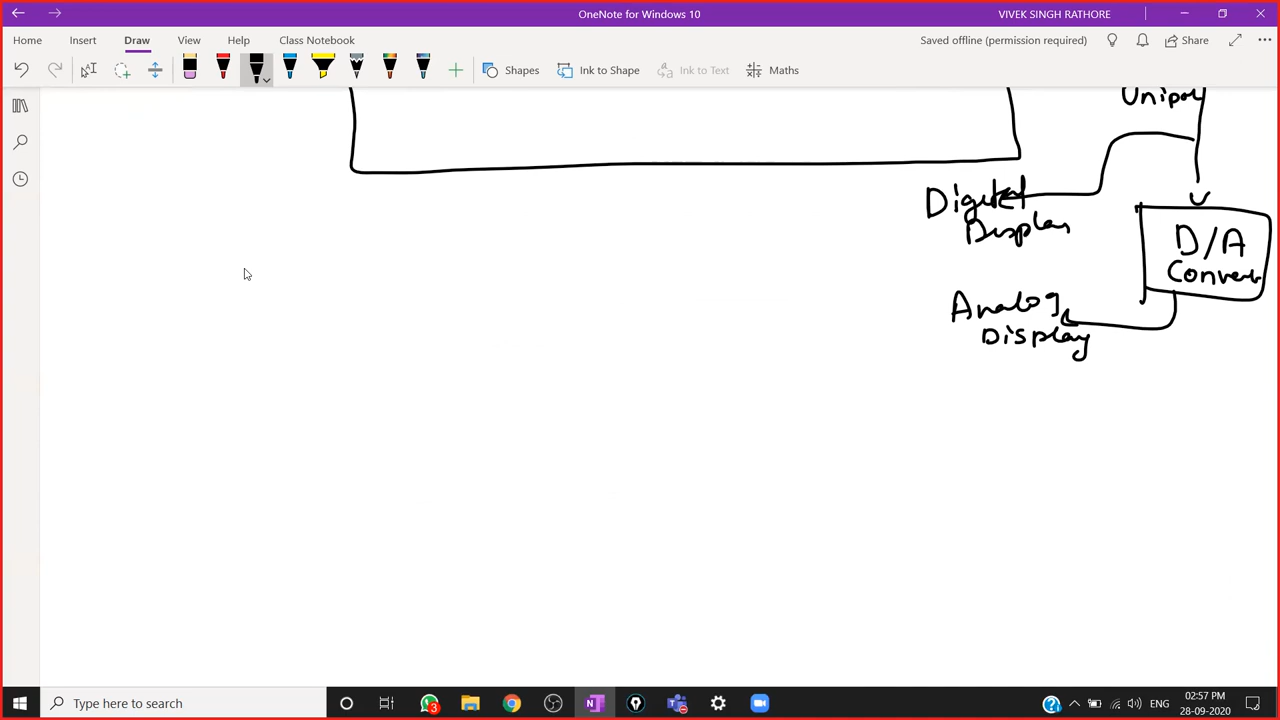 OneNote for Windows 10
VIVEK SINGH RATHORE
Home Insert Draw View Help Class Notebook
Saved offline (permission required)
Share
Shapes Ink to Shape Ink to Text Maths
Unipol
Digital
Display
D/A
Convert
Analog
Display
Type here to search
3
ENG
02:57 PM
28-09-2020